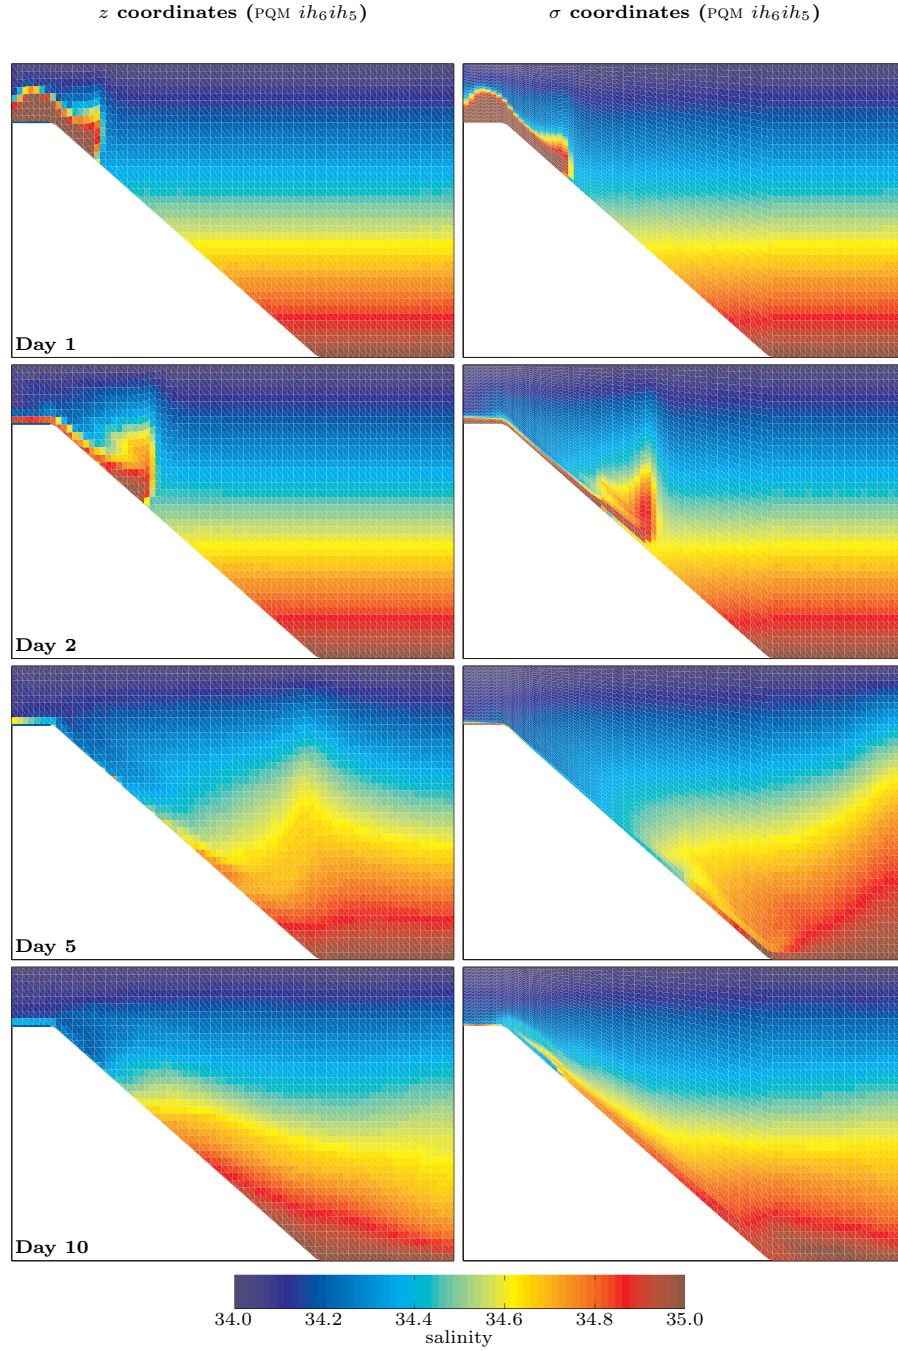 z coordinates (PQM ih₆ih₅)
σ coordinates (PQM ih₆ih₅)
Day 1
Day 2
Day 5
Day 10
34.0 34.2 34.4 34.6 34.8 35.0
salinity